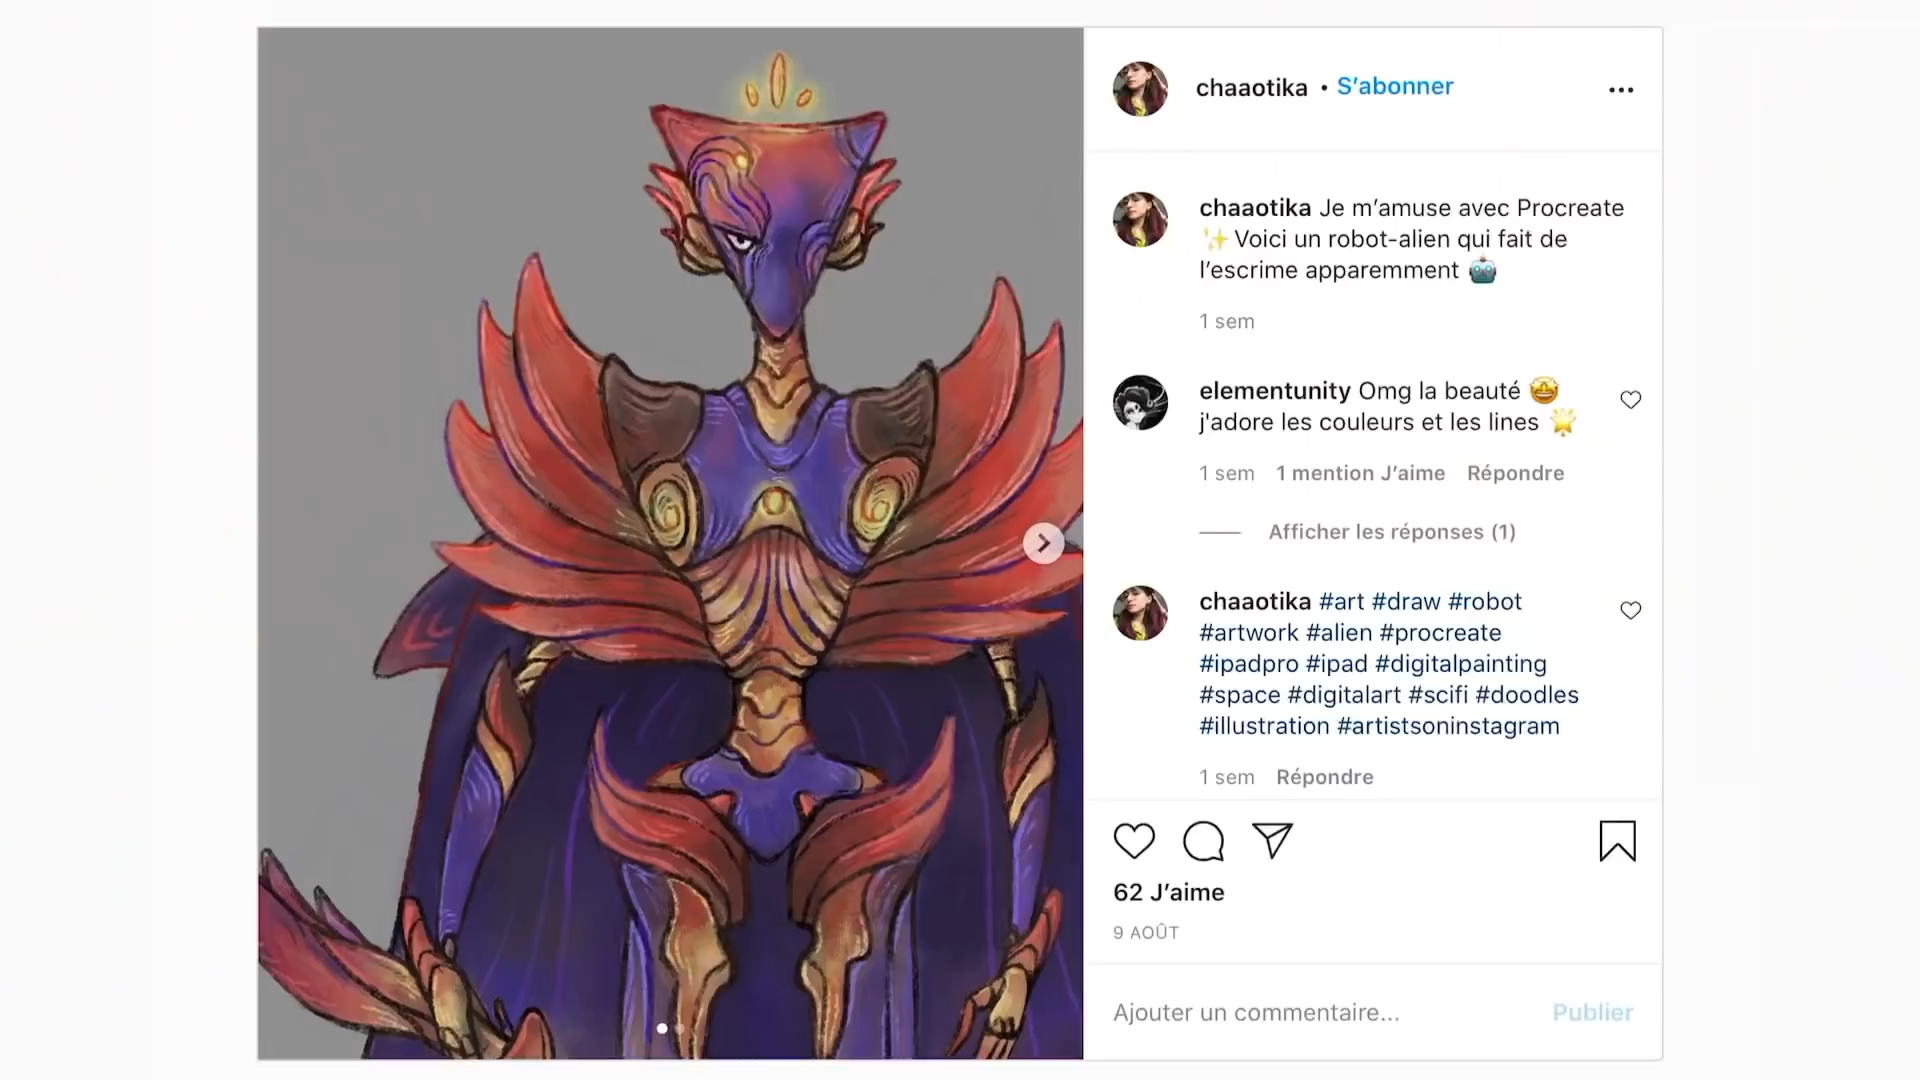 chaaotika • S’abonner
chaaotika Je m’amuse avec Procreate
✨ Voici un robot-alien qui fait de
l’escrime apparemment 🤖
1 sem
elementunity Omg la beauté 🤩
j'adore les couleurs et les lines 🌟
1 sem 1 mention J’aime Répondre
Afficher les réponses (1)
chaaotika #art #draw #robot
#artwork #alien #procreate
#ipadpro #ipad #digitalpainting
#space #digitalart #scifi #doodles
#illustration #artistsoninstagram
1 sem Répondre
62 J’aime
9 AOÛT
Ajouter un commentaire... Publier